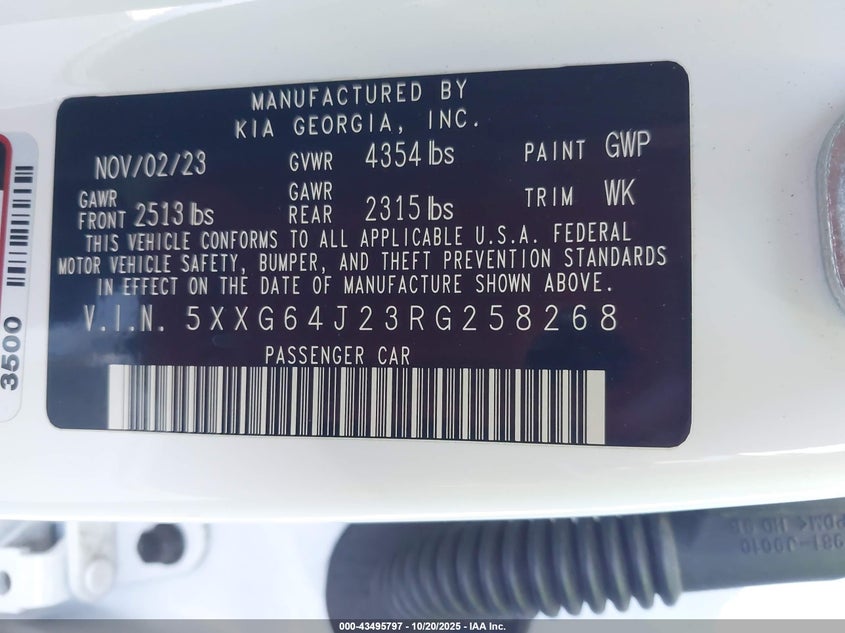 MANUFACTURED BY
KIA GEORGIA, INC.
NOV/02/23 GVWR 4354 lbs PAINT GWP
GAWR FRONT 2513 lbs GAWR REAR 2315 lbs TRIM WK
THIS VEHICLE CONFORMS TO ALL APPLICABLE U.S.A. FEDERAL
MOTOR VEHICLE SAFETY, BUMPER, AND THEFT PREVENTION STANDARDS
IN EFFECT ON THE DATE OF MANUFACTURE SHOWN ABOVE.
V.I.N. 5XXG64J23RG258268
PASSENGER CAR
3500
000-43495797 - 10/20/2025 - IAA Inc.